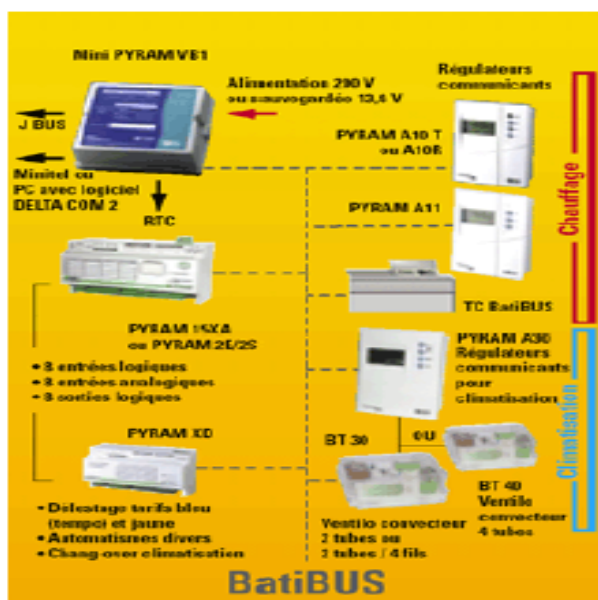 Mini PYRAM VB1
Alimentation 230 V
ou sauvegardée 13,6 V
J BUS
Minitel ou
PC avec logiciel
DELTA COM 2
RTC
Régulateurs
communicants
PYRAM A10 T
ou A10B
PYRAM A11
TC BatiBUS
Chauffage
PYRAM 15XA
ou PYRAM 2E/2S
• 8 entrées logiques
• 8 entrées analogiques
• 8 sorties logiques
PYRAM A30
Régulateurs
communicants
pour
climatisation
Climatisation
PYRAM XD
• Délestage tarifs bleu
(tempo) et jaune
• Automatismes divers
• Chang-over climatisation
BT 30
OU
Ventilo convecteur
2 tubes ou
2 tubes / 4 fils
BT 40
Ventilo
convecteur
4 tubes
BatiBUS